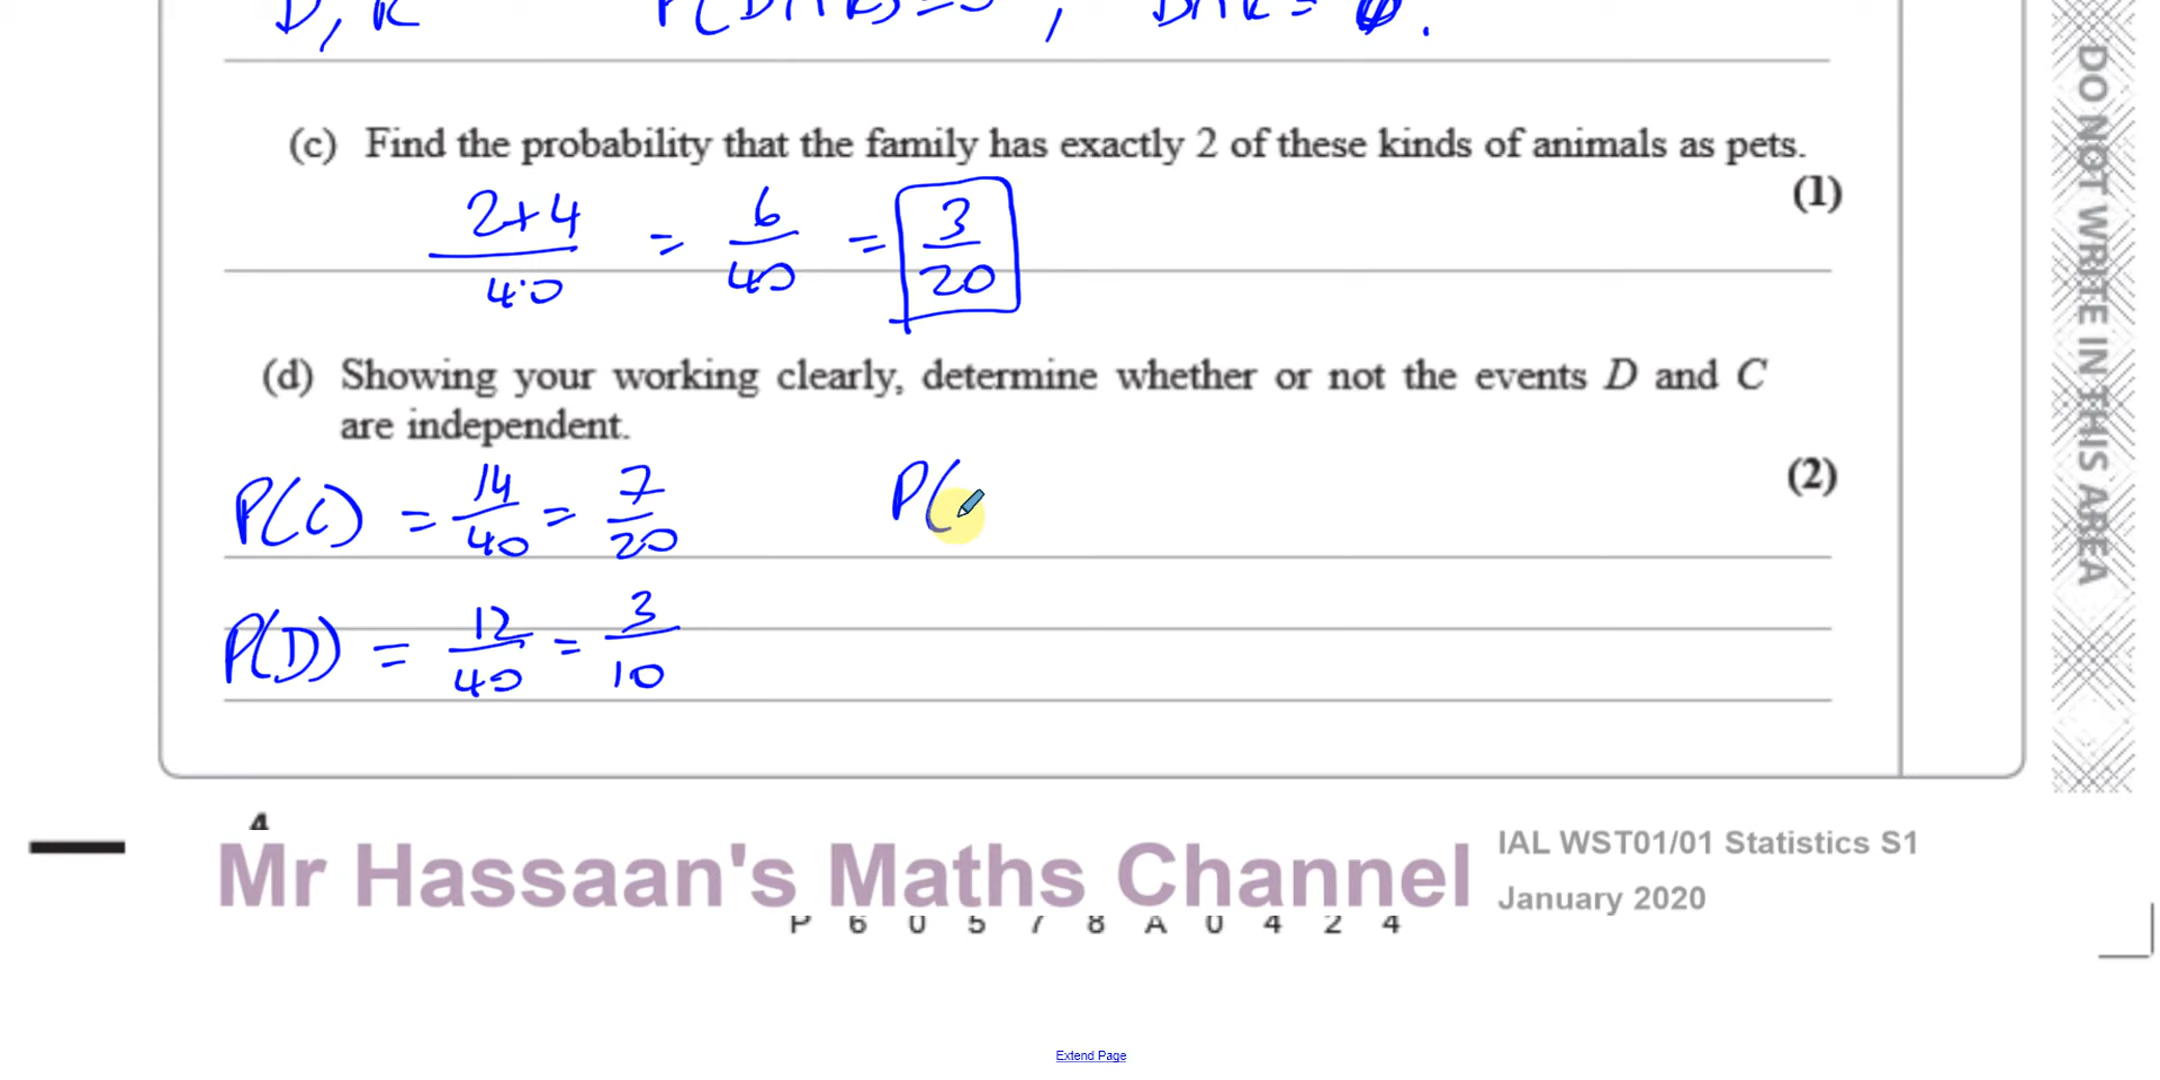 D, R P(D∩R)=0 , D∩R = ∅.
(c) Find the probability that the family has exactly 2 of these kinds of animals as pets.
(1)
2+4/40 = 6/40 = 3/20
(d) Showing your working clearly, determine whether or not the events D and C
are independent.
(2)
P(C) = 14/40 = 7/20 P(
P(D) = 12/40 = 3/10
DO NOT WRITE IN THIS AREA
4
Mr Hassaan's Maths Channel
IAL WST01/01 Statistics S1
January 2020
P 6 0 5 7 8 A 0 4 2 4
Extend Page